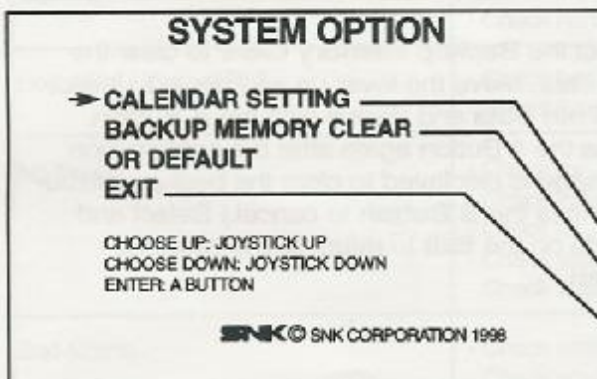 SYSTEM OPTION
CALENDAR SETTING
BACKUP MEMORY CLEAR
OR DEFAULT
EXIT
CHOOSE UP: JOYSTICK UP
CHOOSE DOWN: JOYSTICK DOWN
ENTER: A BUTTON
SNK © SNK CORPORATION 1998